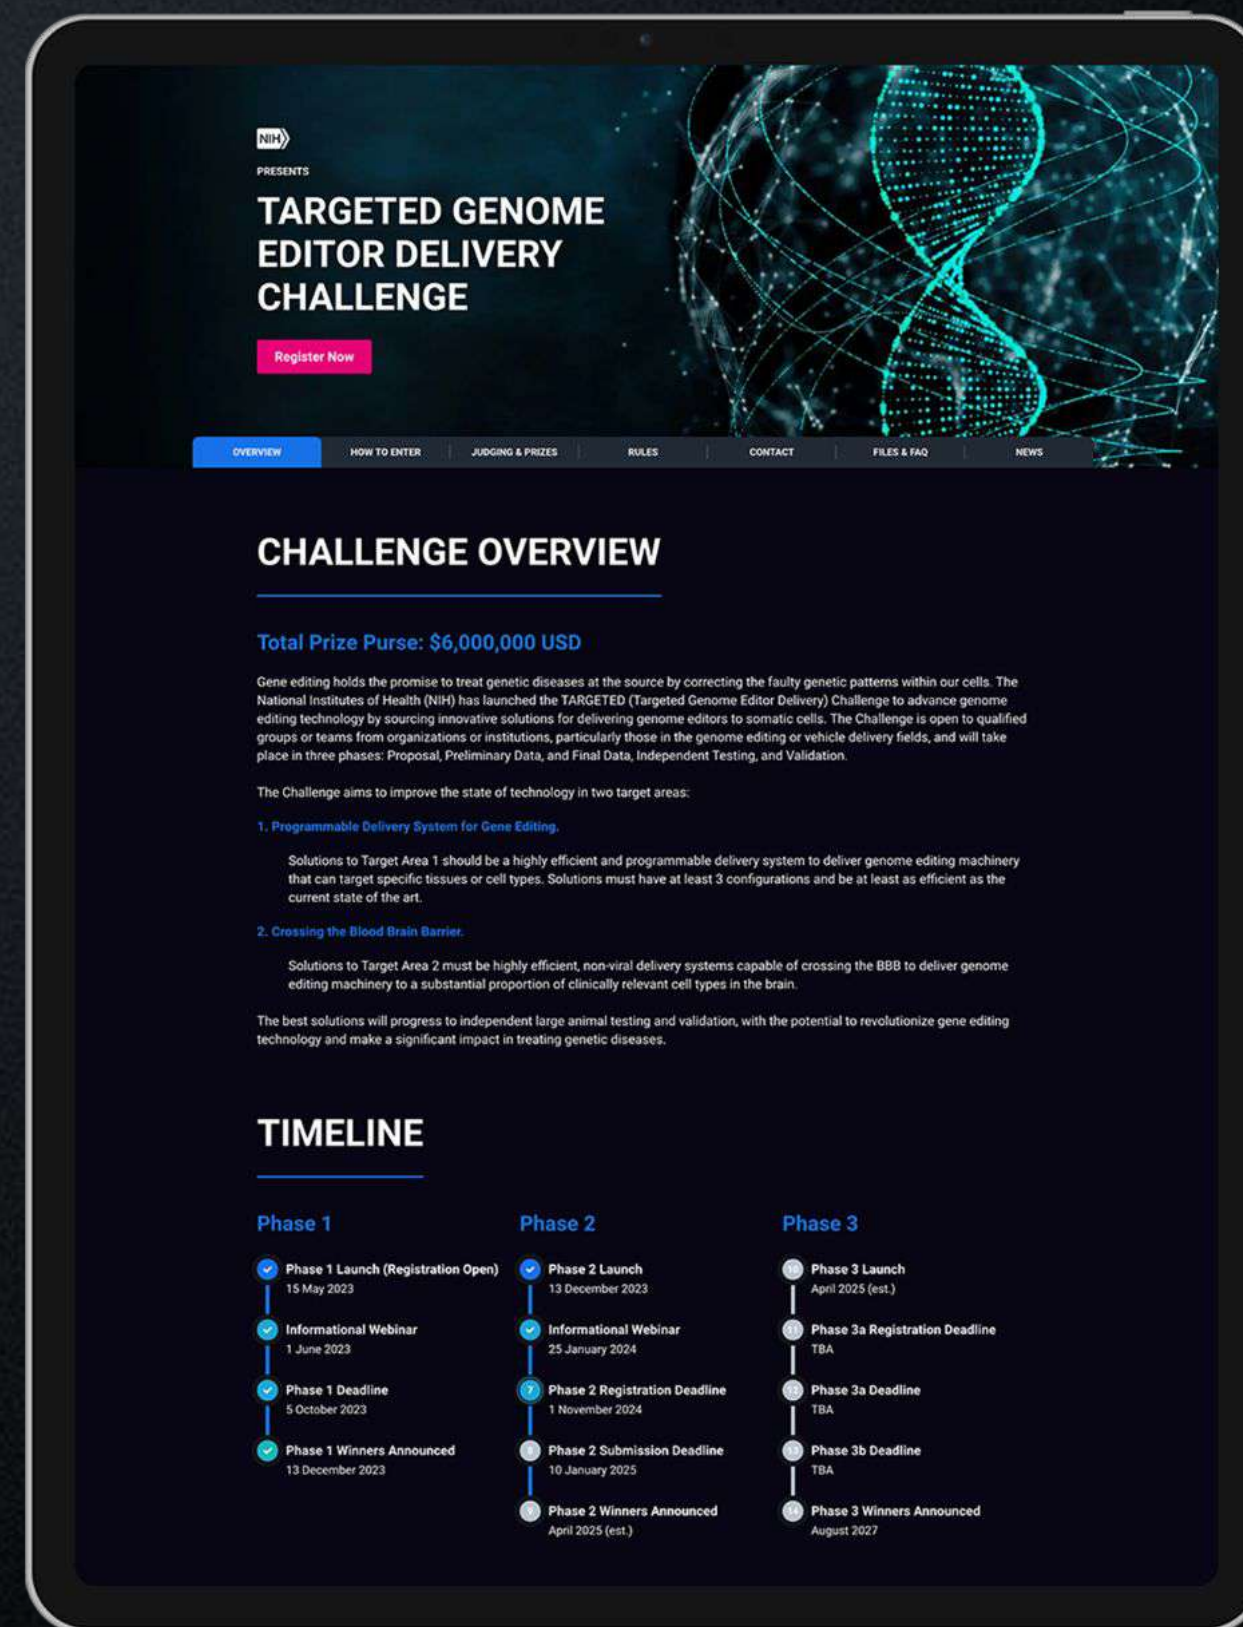 NIH
PRESENTS
TARGETED GENOME
EDITOR DELIVERY
CHALLENGE
Register Now
OVERVIEW
HOW TO ENTER
JUDGING & PRIZES
RULES
CONTACT
FILES & FAQ
NEWS
CHALLENGE OVERVIEW
Total Prize Purse: $6,000,000 USD
Gene editing holds the promise to treat genetic diseases at the source by correcting the faulty genetic patterns within our cells. The
National Institutes of Health (NIH) has launched the TARGETED (Targeted Genome Editor Delivery) Challenge to advance genome
editing technology by sourcing innovative solutions for delivering genome editors to somatic cells. The Challenge is open to qualified
groups or teams from organizations or institutions, particularly those in the genome editing or vehicle delivery fields, and will take
place in three phases: Proposal, Preliminary Data, and Final Data, Independent Testing, and Validation.
The Challenge aims to improve the state of technology in two target areas:
1. Programmable Delivery System for Gene Editing.
Solutions to Target Area 1 should be a highly efficient and programmable delivery system to deliver genome editing machinery
that can target specific tissues or cell types. Solutions must have at least 3 configurations and be at least as efficient as the
current state of the art.
2. Crossing the Blood Brain Barrier.
Solutions to Target Area 2 must be highly efficient, non-viral delivery systems capable of crossing the BBB to deliver genome
editing machinery to a substantial proportion of clinically relevant cell types in the brain.
The best solutions will progress to independent large animal testing and validation, with the potential to revolutionize gene editing
technology and make a significant impact in treating genetic diseases.
TIMELINE
Phase 1
Phase 1 Launch (Registration Open)
15 May 2023
Informational Webinar
1 June 2023
Phase 1 Deadline
5 October 2023
Phase 1 Winners Announced
13 December 2023
Phase 2
Phase 2 Launch
13 December 2023
Informational Webinar
25 January 2024
7 Phase 2 Registration Deadline
1 November 2024
8 Phase 2 Submission Deadline
10 January 2025
9 Phase 2 Winners Announced
April 2025 (est.)
Phase 3
10 Phase 3 Launch
April 2025 (est.)
11 Phase 3a Registration Deadline
TBA
12 Phase 3a Deadline
TBA
13 Phase 3b Deadline
TBA
14 Phase 3 Winners Announced
August 2027